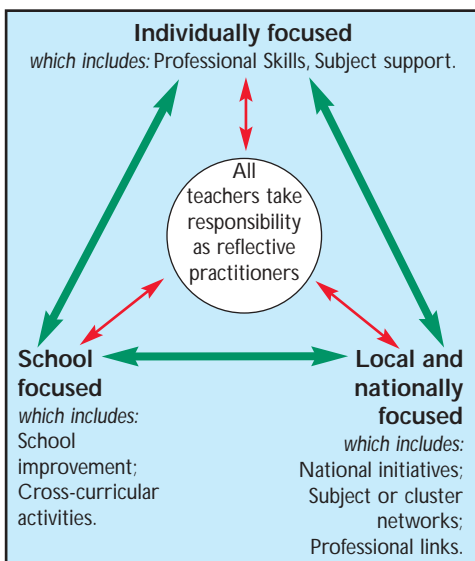 Individually focused
which includes: Professional Skills, Subject support.
All
teachers take
responsibility
as reflective
practitioners
School
focused
which includes:
School
improvement;
Cross-curricular
activities.
Local and
nationally
focused
which includes:
National initiatives;
Subject or cluster
networks;
Professional links.